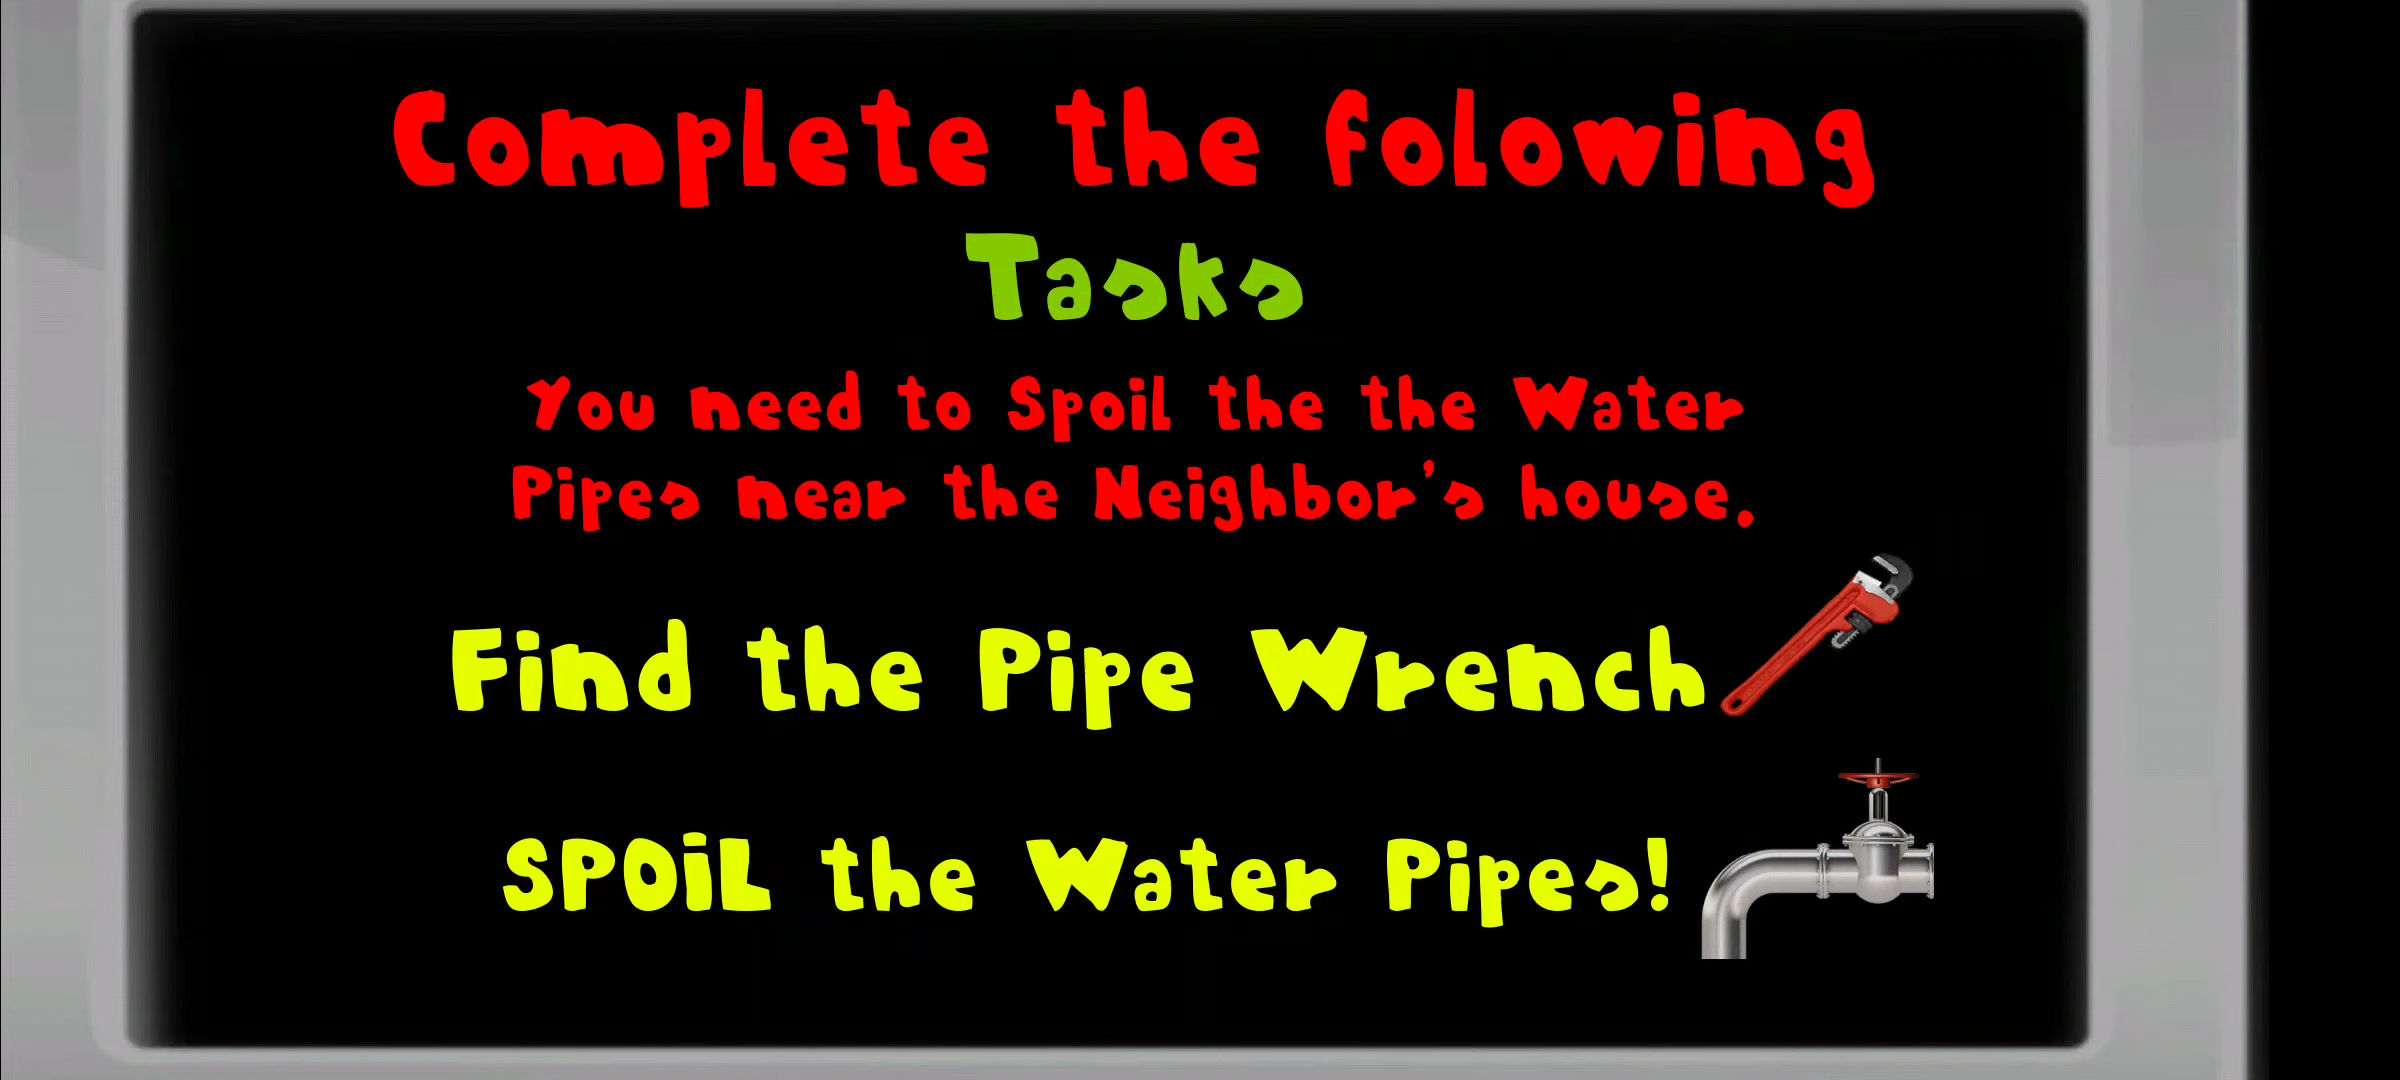 Complete the folowing
Tasks
You need to Spoil the the Water
Pipes near the Neighbor's house.
Find the Pipe Wrench
SPOiL the Water Pipes!